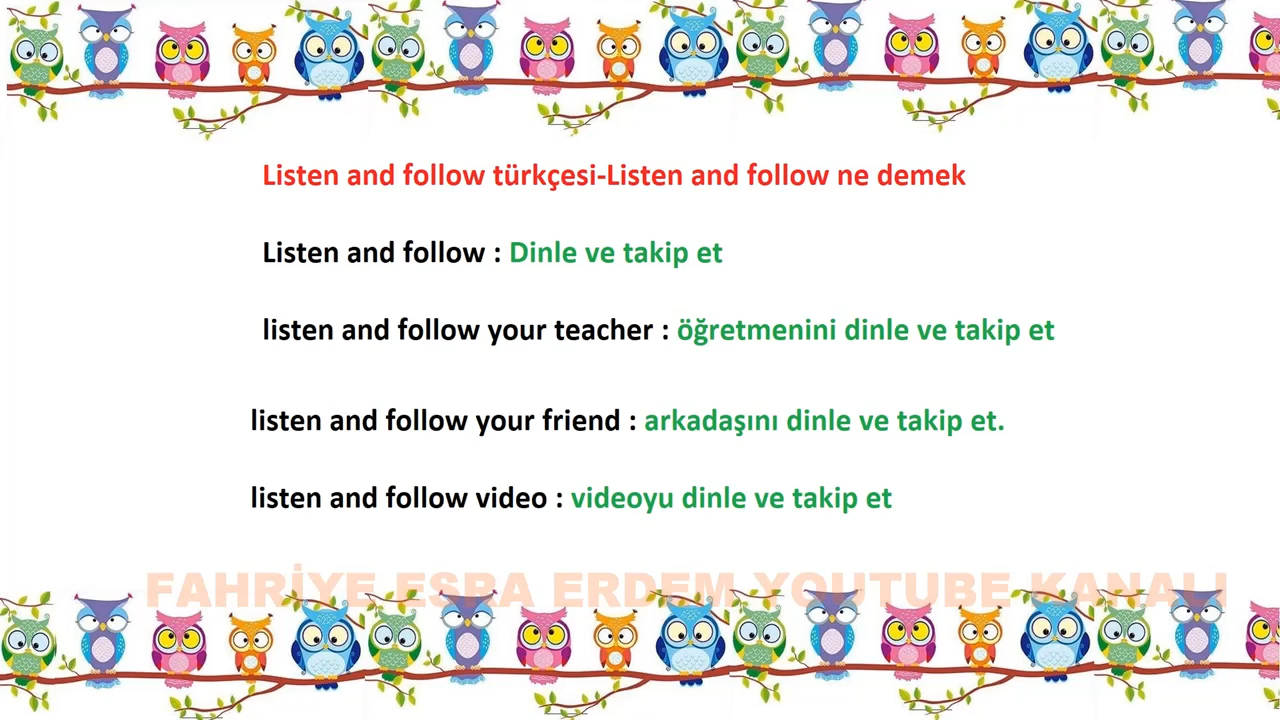 Listen and follow türkçesi-Listen and follow ne demek
Listen and follow : Dinle ve takip et
listen and follow your teacher : öğretmenini dinle ve takip et
listen and follow your friend : arkadaşını dinle ve takip et.
listen and follow video : videoyu dinle ve takip et
FAHRİYE ESRA ERDEM YOUTUBE KANALI